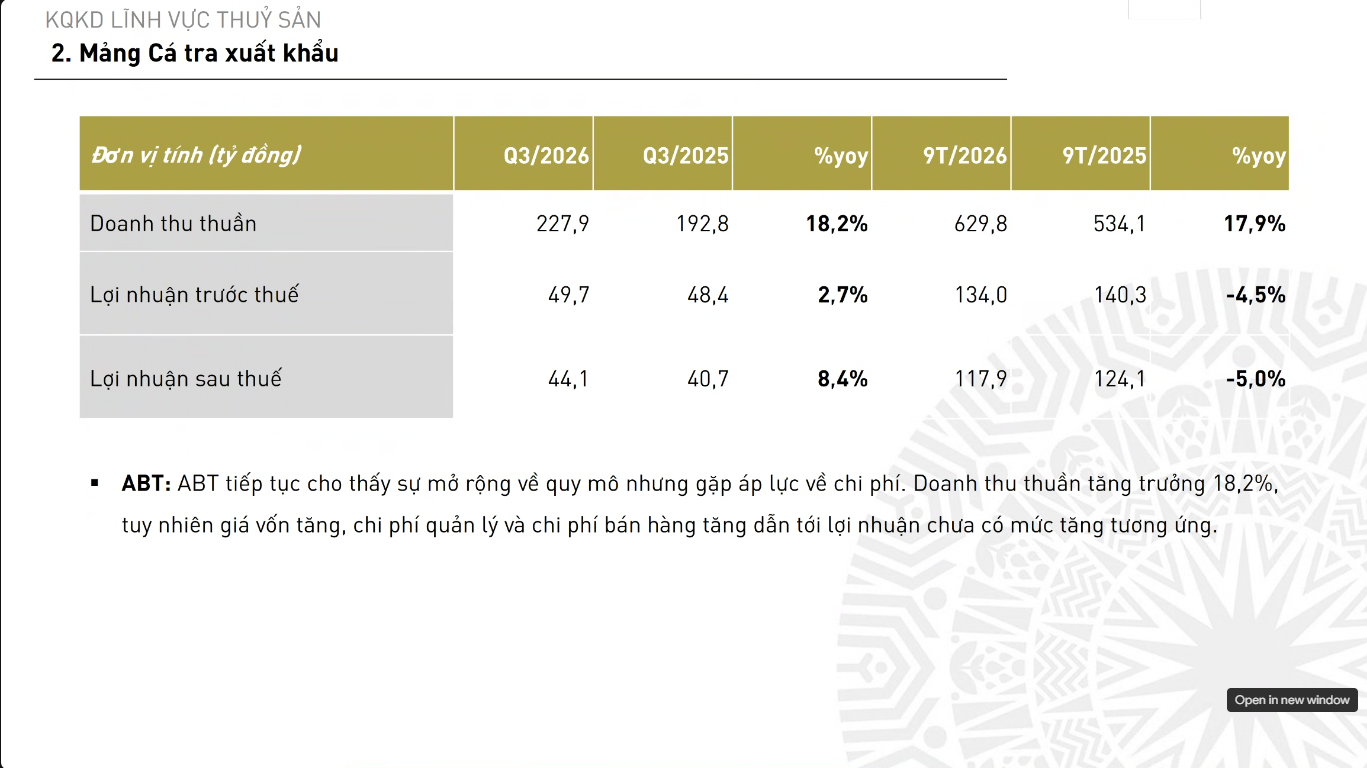 KQKD LĨNH VỰC THUỶ SẢN
2. Mảng Cá tra xuất khẩu
Đơn vị tính (tỷ đồng) Q3/2026 Q3/2025 %yoy 9T/2026 9T/2025 %yoy
Doanh thu thuần 227,9 192,8 18,2% 629,8 534,1 17,9%
Lợi nhuận trước thuế 49,7 48,4 2,7% 134,0 140,3 -4,5%
Lợi nhuận sau thuế 44,1 40,7 8,4% 117,9 124,1 -5,0%
▪ ABT: ABT tiếp tục cho thấy sự mở rộng về quy mô nhưng gặp áp lực về chi phí. Doanh thu thuần tăng trưởng 18,2%,
tuy nhiên giá vốn tăng, chi phí quản lý và chi phí bán hàng tăng dẫn tới lợi nhuận chưa có mức tăng tương ứng.
Open in new window